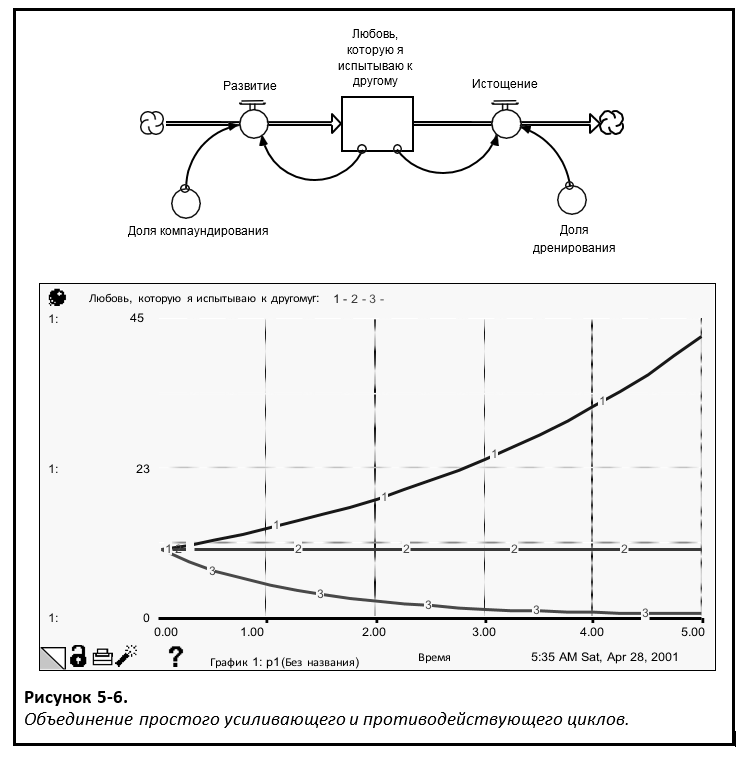 Любовь,
которую я
испытываю к
другому
Развитие
Истощение
Доля компаундирования
Доля
дренирования
Любовь, которую я испытываю к другомуг: 1 - 2 - 3 -
1: 45
1: 23
1: 0
1 1 1 1 1
2 2 2 2 2
3 3 3 3 3
0.00 1.00 2.00 3.00 4.00 5.00
График 1: p1(Без названия) Время 5:35 AM Sat, Apr 28, 2001
Рисунок 5-6.
Объединение простого усиливающего и противодействующего циклов.